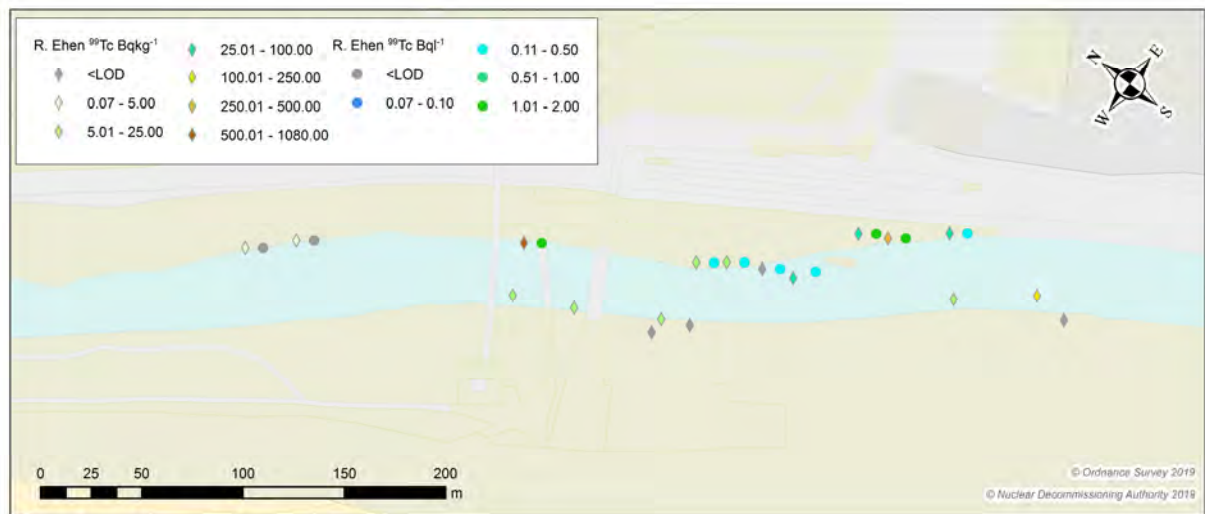 R. Ehen ⁹⁹Tc Bqkg⁻¹
<LOD
0.07 - 5.00
5.01 - 25.00
25.01 - 100.00
100.01 - 250.00
250.01 - 500.00
500.01 - 1080.00
R. Ehen ⁹⁹Tc Bql⁻¹
<LOD
0.07 - 0.10
0.11 - 0.50
0.51 - 1.00
1.01 - 2.00
N E
W S
0 25 50 100 150 200
m
© Ordnance Survey 2019
© Nuclear Decommissioning Authority 2019